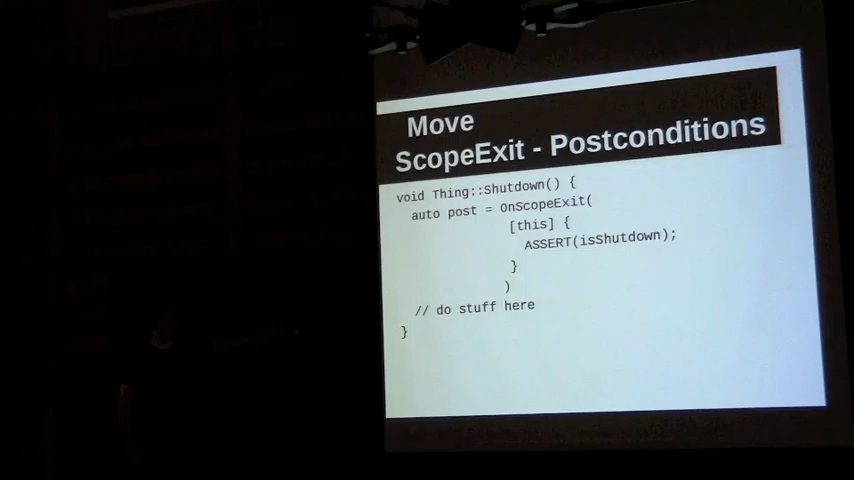 Move
ScopeExit - Postconditions
void Thing::Shutdown() {
auto post = OnScopeExit(
[this] {
ASSERT(isShutdown);
}
)
// do stuff here
}